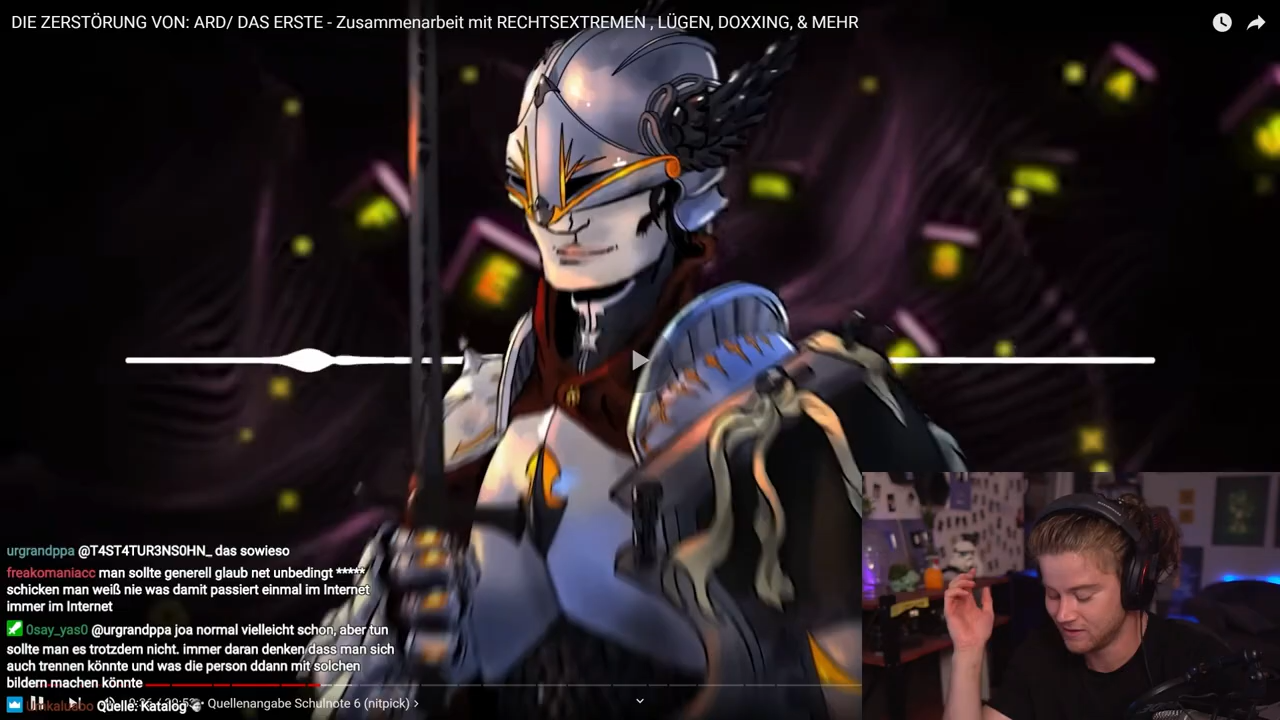 DIE ZERSTÖRUNG VON: ARD/ DAS ERSTE - Zusammenarbeit mit RECHTSEXTREMEN , LÜGEN, DOXXING, & MEHR
urgrandppa @T4ST4TUR3NS0HN_ das sowieso
freakomaniacc man sollte generell glaub net unbedingt *****
schicken man weiß nie was damit passiert einmal im Internet
immer im Internet
0say_yas0 @urgrandppa joa normal vielleicht schon, aber tun
sollte man es trotzdem nicht. immer daran denken dass man sich
auch trennen könnte und was die person ddann mit solchen
bildern machen könnte
Quelle: Katalog
• Quellenangabe Schulnote 6 (nitpick) >